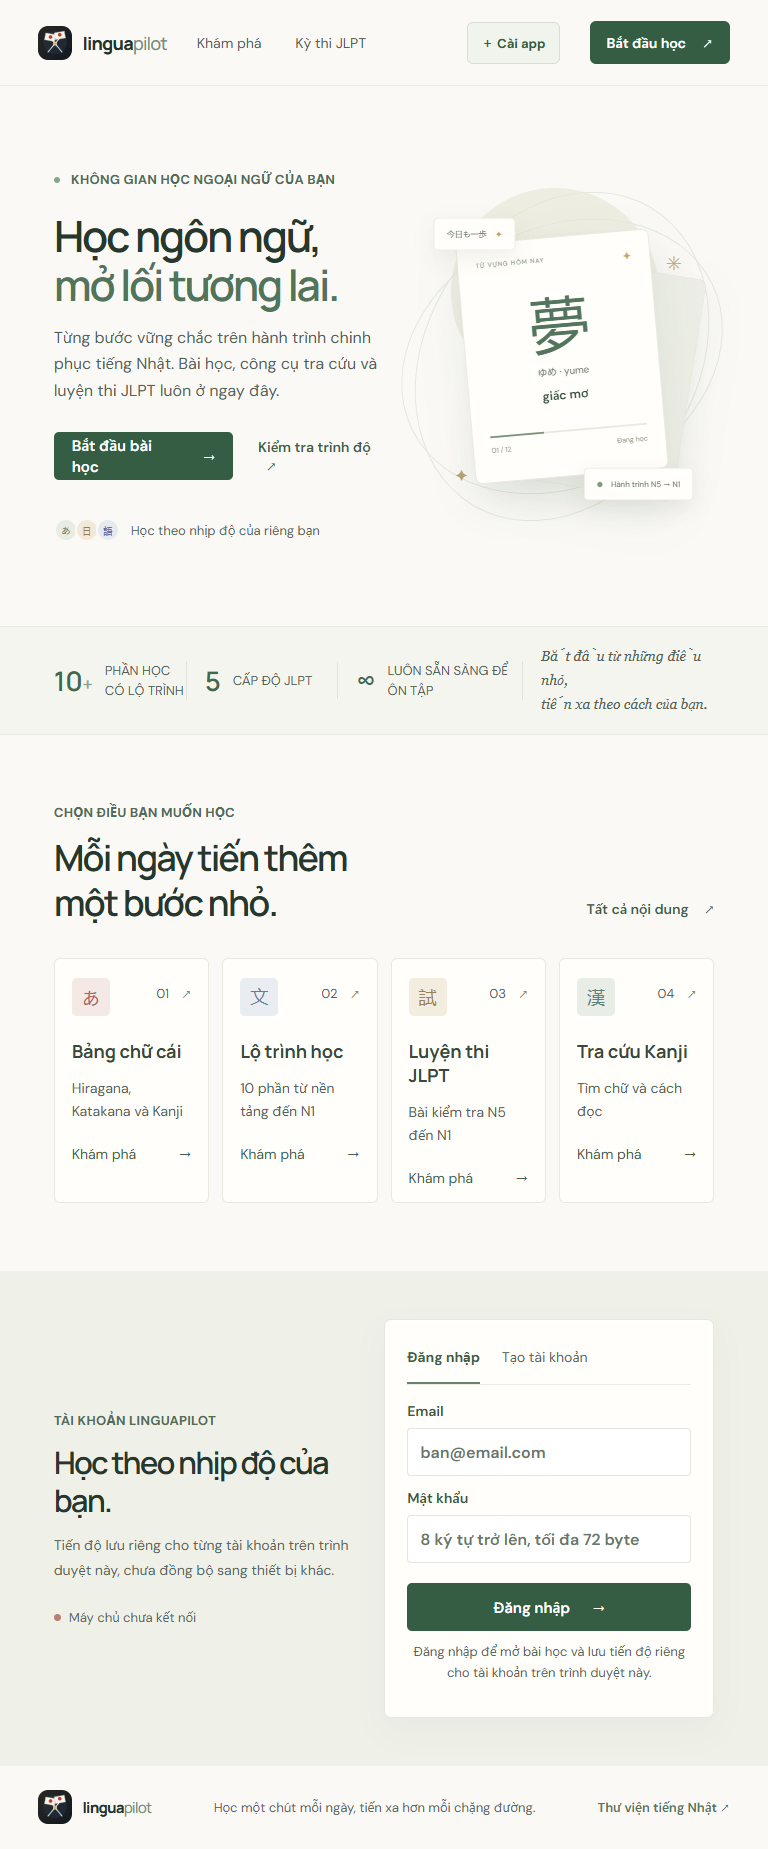 linguapilot
Khám phá
Kỳ thi JLPT
+ Cài app
Bắt đầu học ↗
KHÔNG GIAN HỌC NGOẠI NGỮ CỦA BẠN
Học ngôn ngữ,
mở lối tương lai.
Từng bước vững chắc trên hành trình chinh
phục tiếng Nhật. Bài học, công cụ tra cứu và
luyện thi JLPT luôn ở ngay đây.
Bắt đầu bài
học →
Kiểm tra trình độ
↗
あ 日 語 Học theo nhịp độ của riêng bạn
今日も一歩 ✦
TỪ VỰNG HÔM NAY ✦
夢
ゆめ · yume
giấc mơ
01 / 12
Đang học
Hành trình N5 → N1
10+ PHẦN HỌC
CÓ LỘ TRÌNH
5 CẤP ĐỘ JLPT
∞ LUÔN SẴN SÀNG ĐỂ
ÔN TẬP
Bắt đầu từ những điều
nhỏ,
tiến xa theo cách của bạn.
CHỌN ĐIỀU BẠN MUỐN HỌC
Mỗi ngày tiến thêm
một bước nhỏ.
Tất cả nội dung ↗
あ 01 ↗
Bảng chữ cái
Hiragana,
Katakana và Kanji
Khám phá →
文 02 ↗
Lộ trình học
10 phần từ nền
tảng đến N1
Khám phá →
試 03 ↗
Luyện thi
JLPT
Bài kiểm tra N5
đến N1
Khám phá →
漢 04 ↗
Tra cứu Kanji
Tìm chữ và cách
đọc
Khám phá →
TÀI KHOẢN LINGUAPILOT
Học theo nhịp độ của
bạn.
Tiến độ lưu riêng cho từng tài khoản trên trình
duyệt này, chưa đồng bộ sang thiết bị khác.
Máy chủ chưa kết nối
Đăng nhập
Tạo tài khoản
Email
ban@email.com
Mật khẩu
8 ký tự trở lên, tối đa 72 byte
Đăng nhập →
Đăng nhập để mở bài học và lưu tiến độ riêng
cho tài khoản trên trình duyệt này.
linguapilot
Học một chút mỗi ngày, tiến xa hơn mỗi chặng đường.
Thư viện tiếng Nhật ↗